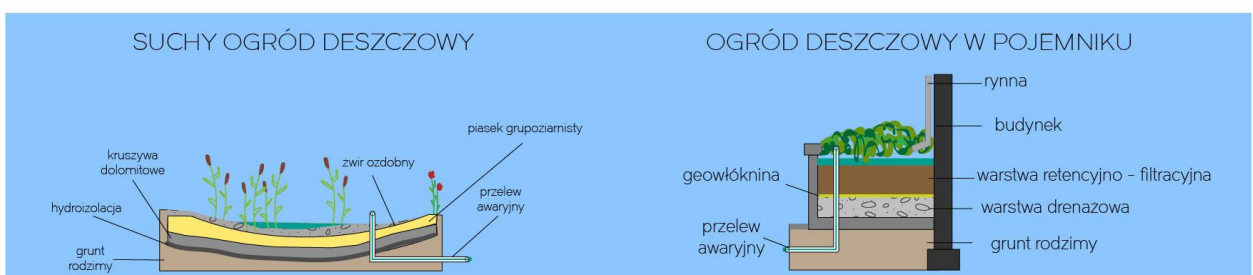 SUCHY OGRÓD DESZCZOWY
piasek grupoziarnisty
kruszywa
dolomitowe
żwir ozdobny
hydroizolacja
przelew
awaryjny
grunt
rodzimy
OGRÓD DESZCZOWY W POJEMNIKU
rynna
budynek
geowłóknina
warstwa retencyjno - filtracyjna
warstwa drenażowa
przelew
awaryjny
grunt rodzimy